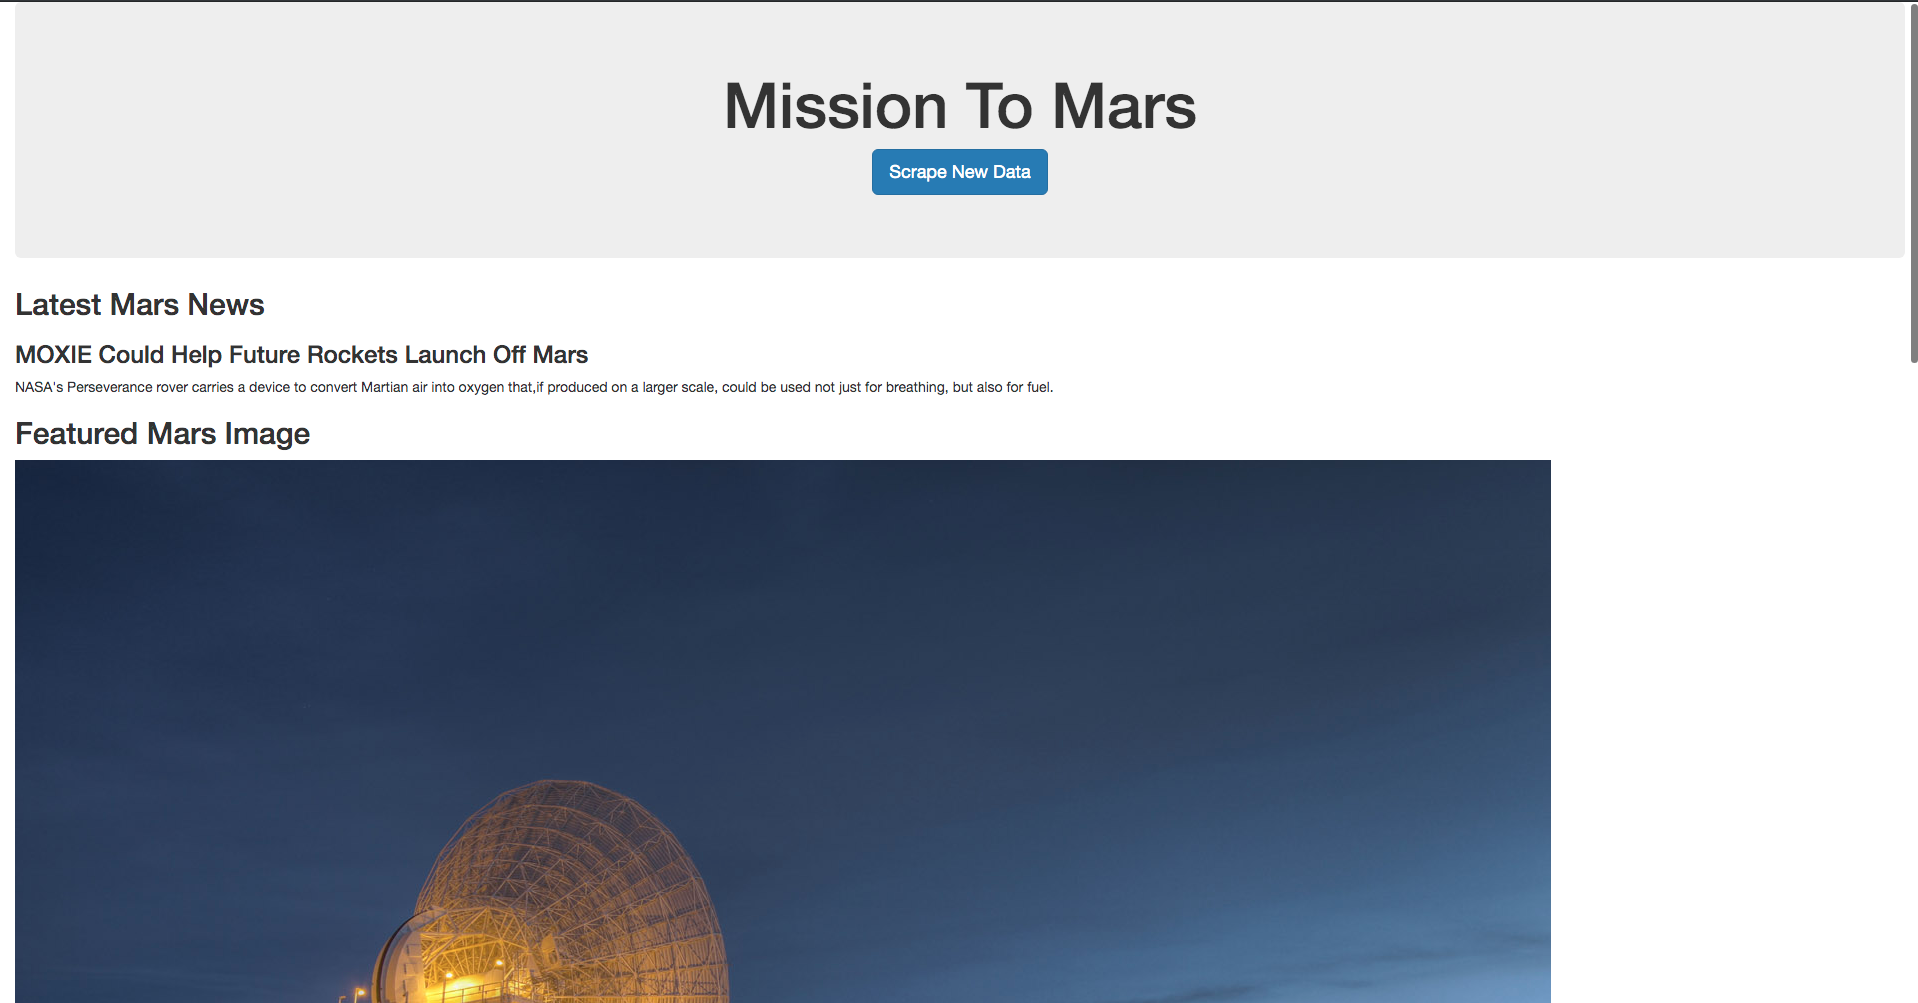 Mission To Mars
Scrape New Data
Latest Mars News
MOXIE Could Help Future Rockets Launch Off Mars
NASA's Perseverance rover carries a device to convert Martian air into oxygen that,if produced on a larger scale, could be used not just for breathing, but also for fuel.
Featured Mars Image